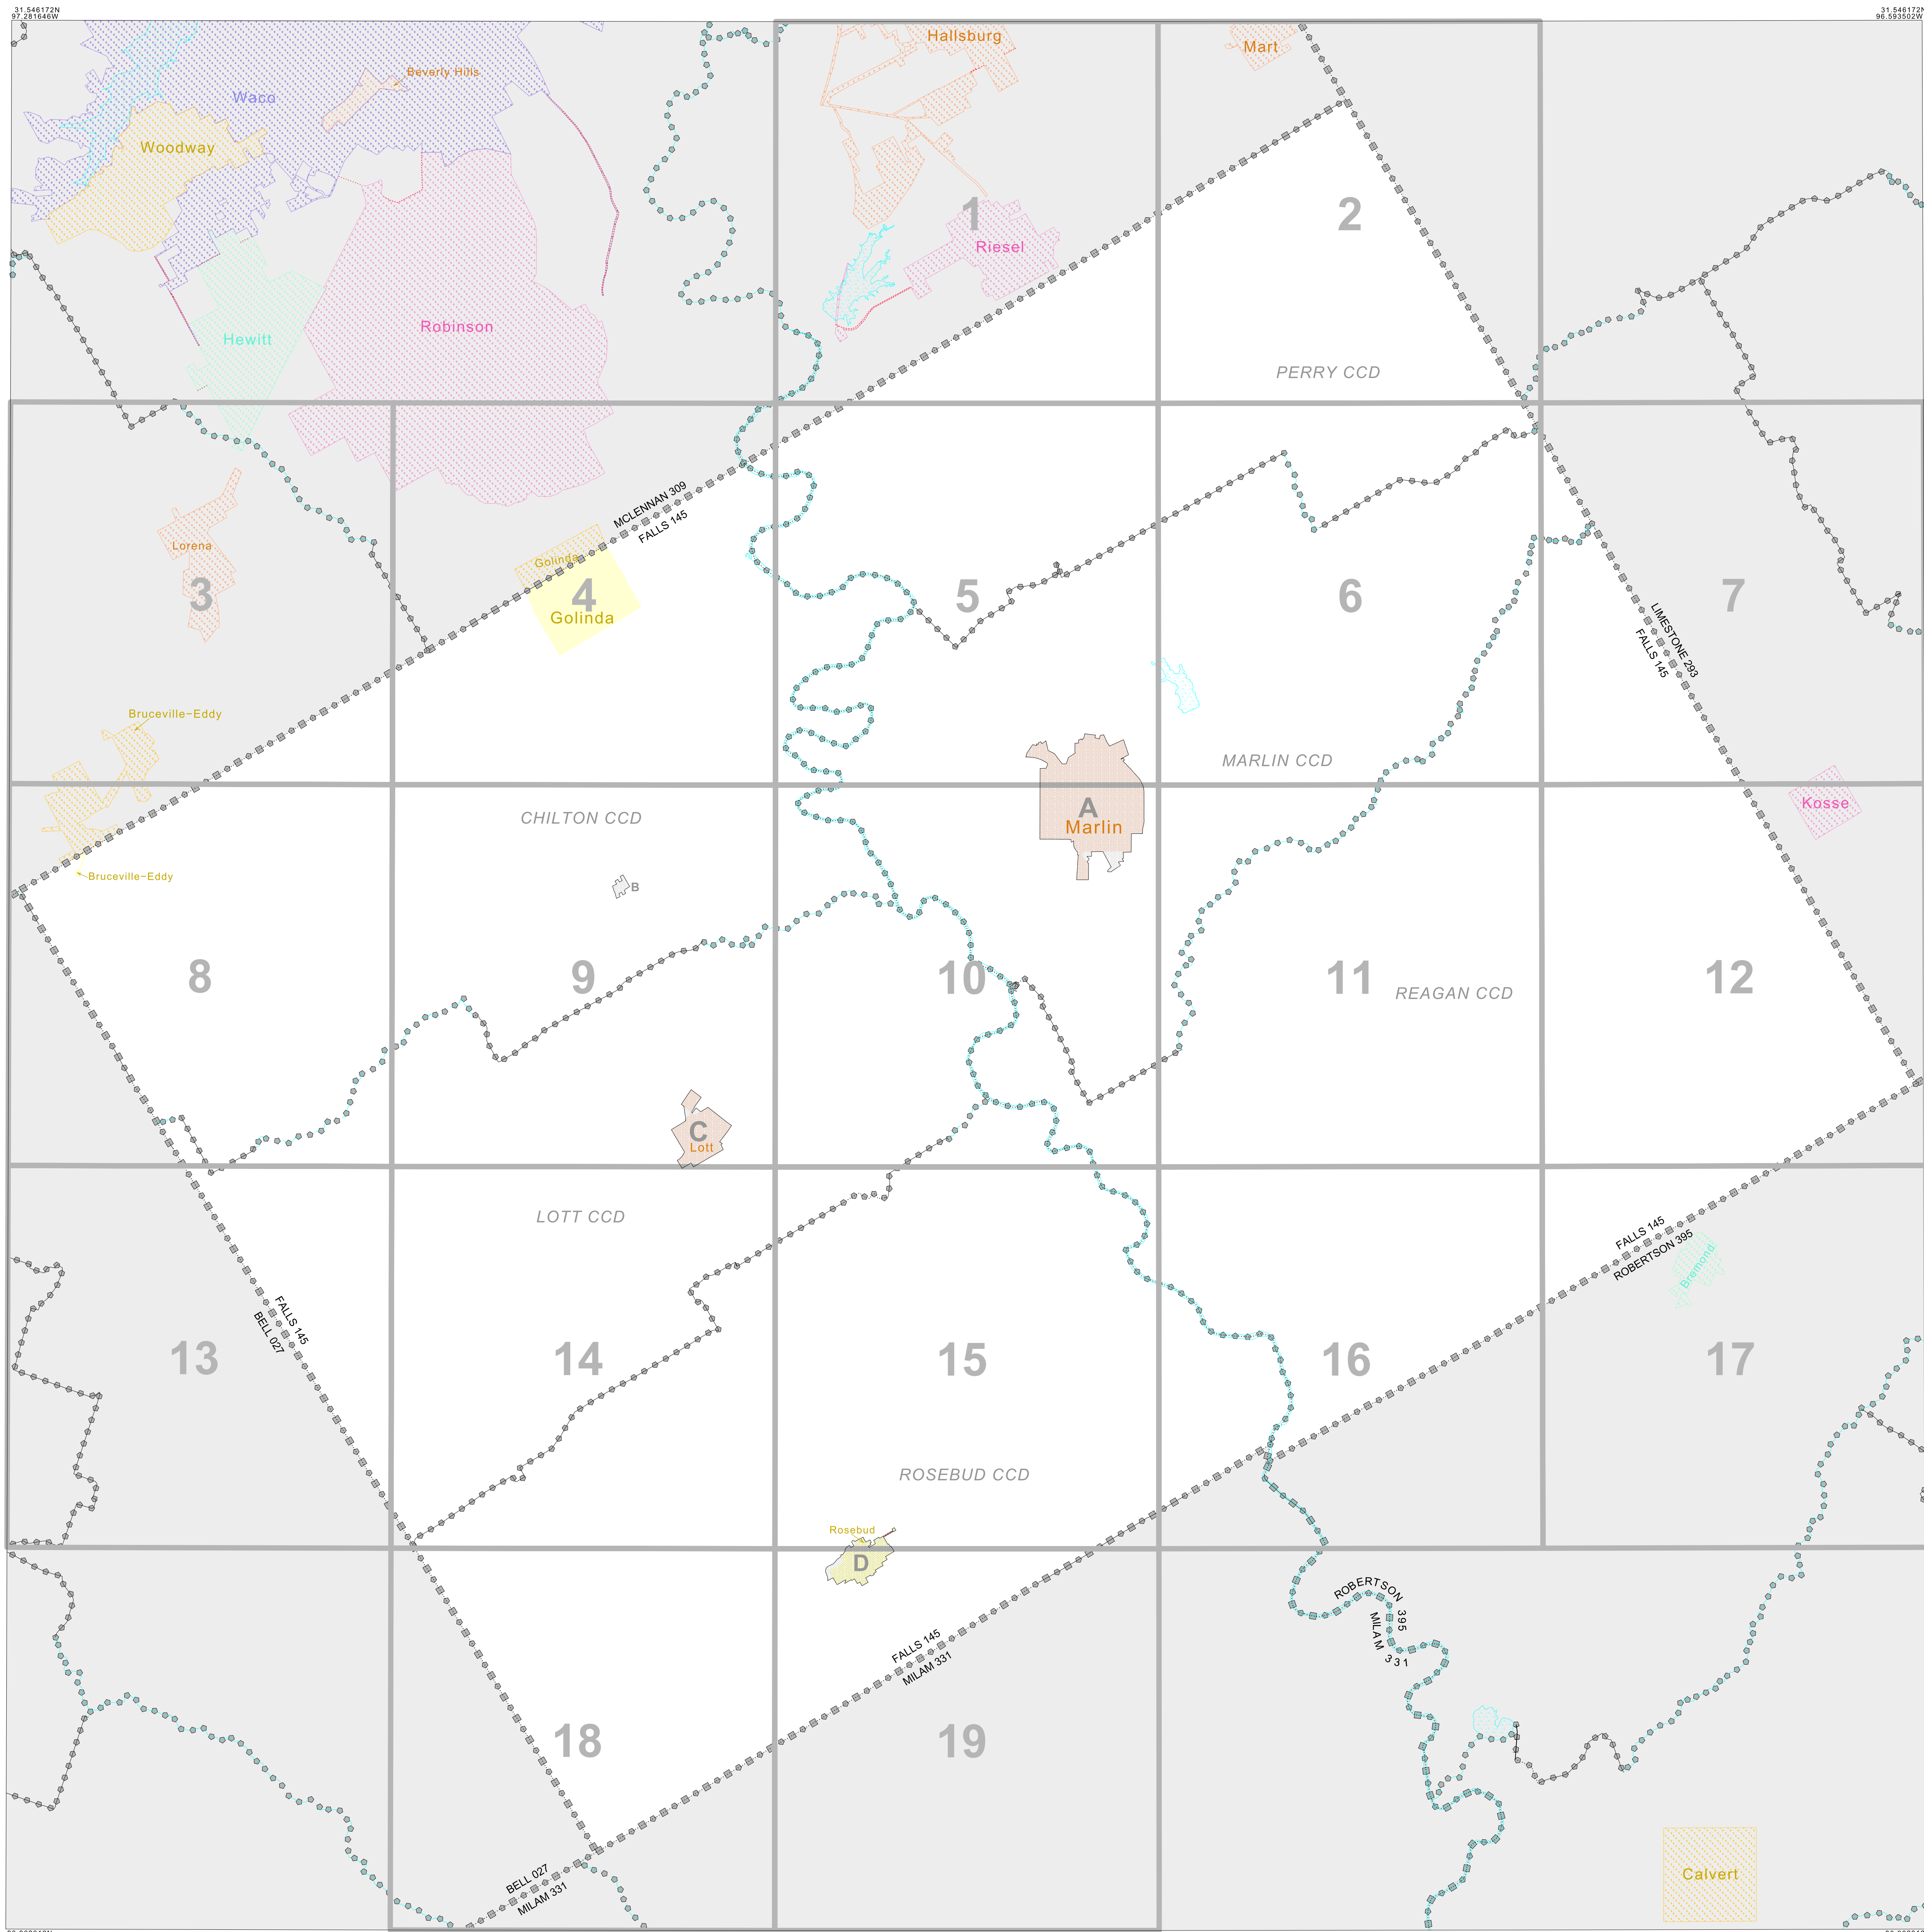 31.546172N
97.281646W
31.546172N
96.593502W
Hallsburg
Mart
Beverly Hills
Waco
Woodway
1
2
Riesel
Robinson
Hewitt
PERRY CCD
MCLENNAN 309
FALLS 145
Lorena
Golinda
3
4
5
6
7
Golinda
LIMESTONE 293
FALLS 145
Bruceville-Eddy
MARLIN CCD
CHILTON CCD
A
Marlin
Kosse
Bruceville-Eddy
B
8
9
10
11
12
REAGAN CCD
C
Lott
LOTT CCD
FALLS 145
ROBERTSON 395
Bremond
FALLS 145
BELL 027
13
14
15
16
17
ROSEBUD CCD
Rosebud
D
ROBERTSON 395
MILAM 331
FALLS 145
MILAM 331
18
19
BELL 027
MILAM 331
Calvert